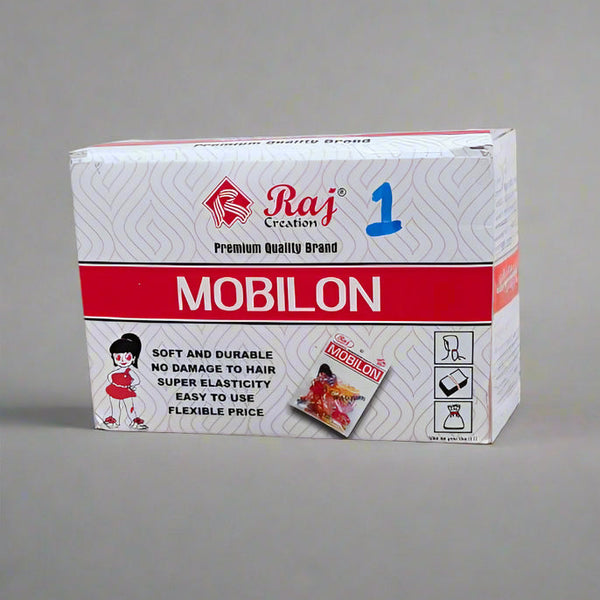 Premium Quality Brand
Raj®
Creation
1
Premium Quality Brand
MOBILON
SOFT AND DURABLE
NO DAMAGE TO HAIR
SUPER ELASTICITY
EASY TO USE
FLEXIBLE PRICE
Raj
MOBILON